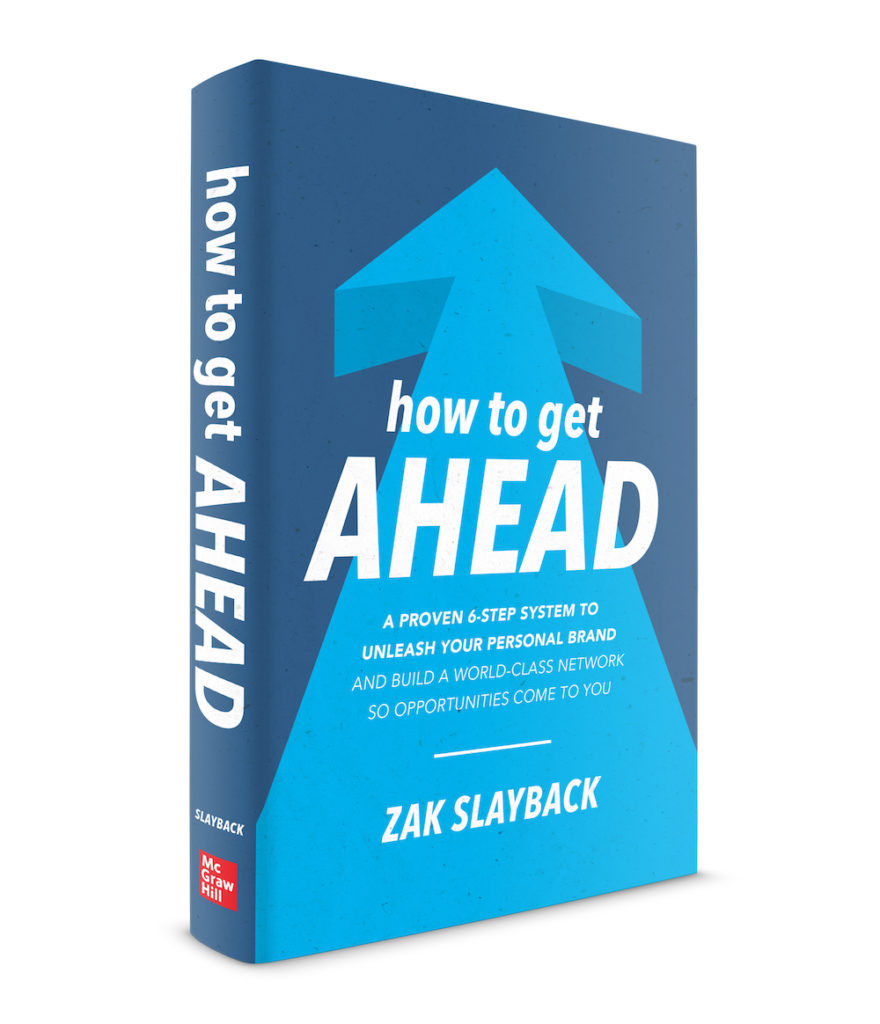 how to get AHEAD
SLAYBACK
Mc
Graw
Hill
how to get
AHEAD
A PROVEN 6-STEP SYSTEM TO
UNLEASH YOUR PERSONAL BRAND
AND BUILD A WORLD-CLASS NETWORK
SO OPPORTUNITIES COME TO YOU
ZAK SLAYBACK